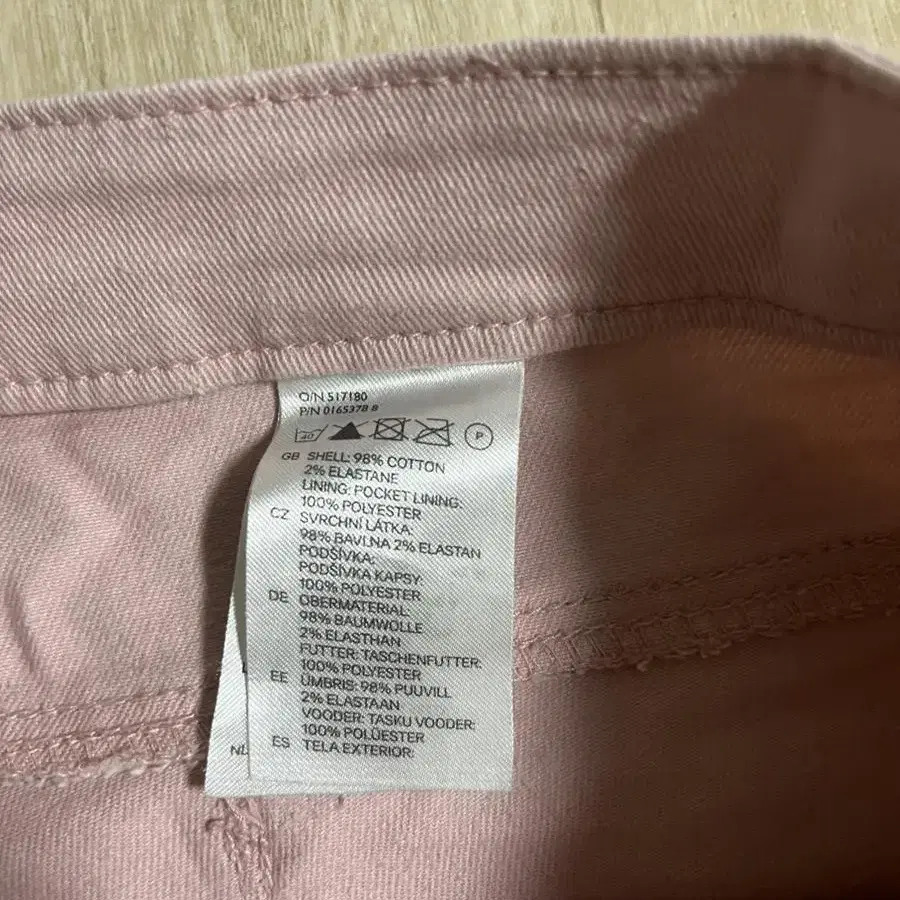 O/N 517180
P/N 0165378 8
40 P
GB SHELL: 98% COTTON
2% ELASTANE
LINING: POCKET LINING:
100% POLYESTER
CZ SVRCHNÍ LÁTKA:
98% BAVLNA 2% ELASTAN
PODŠÍVKA:
PODŠÍVKA KAPSY:
100% POLYESTER
DE OBERMATERIAL:
98% BAUMWOLLE
2% ELASTHAN
FUTTER: TASCHENFUTTER:
100% POLYESTER
EE ÜMBRIS: 98% PUUVILL
2% ELASTAAN
VOODER: TASKU VOODER:
100% POLÜESTER
ES TELA EXTERIOR:
NL